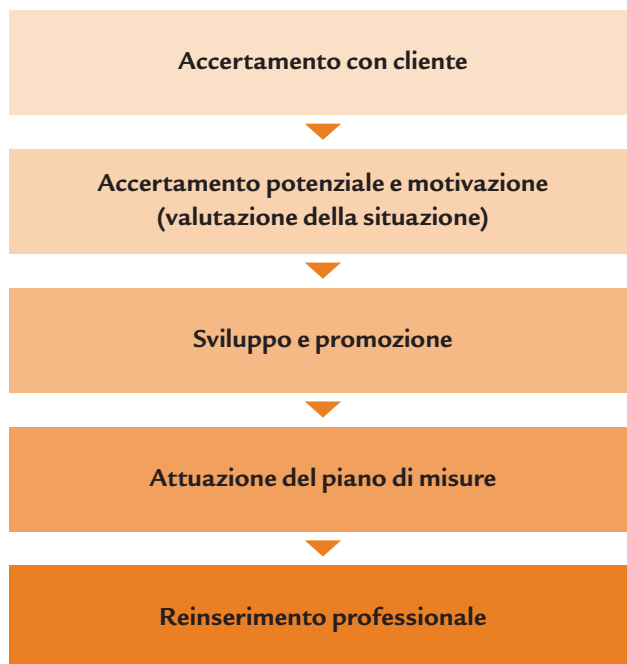 Accertamento con cliente
Accertamento potenziale e motivazione
(valutazione della situazione)
Sviluppo e promozione
Attuazione del piano di misure
Reinserimento professionale